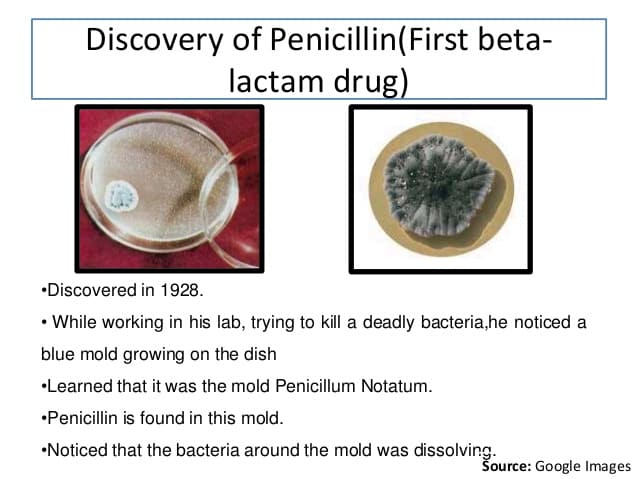 Discovery of Penicillin(First beta-
lactam drug)
•Discovered in 1928.
• While working in his lab, trying to kill a deadly bacteria,he noticed a
blue mold growing on the dish
•Learned that it was the mold Penicillum Notatum.
•Penicillin is found in this mold.
•Noticed that the bacteria around the mold was dissolving.
Source: Google Images